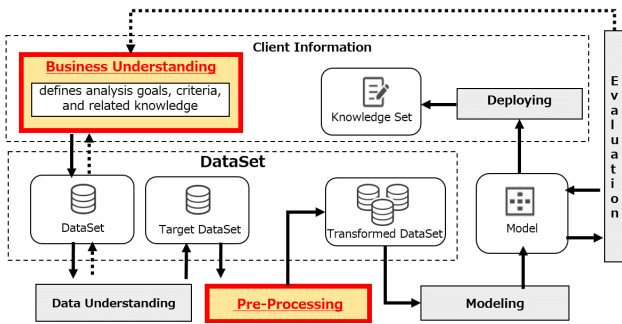 Client Information
Business Understanding
defines analysis goals, criteria,
and related knowledge
Knowledge Set
Deploying
Evaluation
DataSet
DataSet
Target DataSet
Transformed DataSet
Model
Data Understanding
Pre-Processing
Modeling